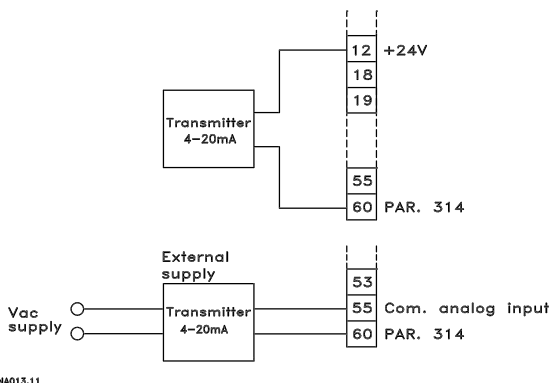 12 +24V
18
19
Transmitter
4-20mA
55
60 PAR. 314
External
supply
53
Vac
supply
Transmitter
4-20mA
55 Com. analog input
60 PAR. 314
NA013.11